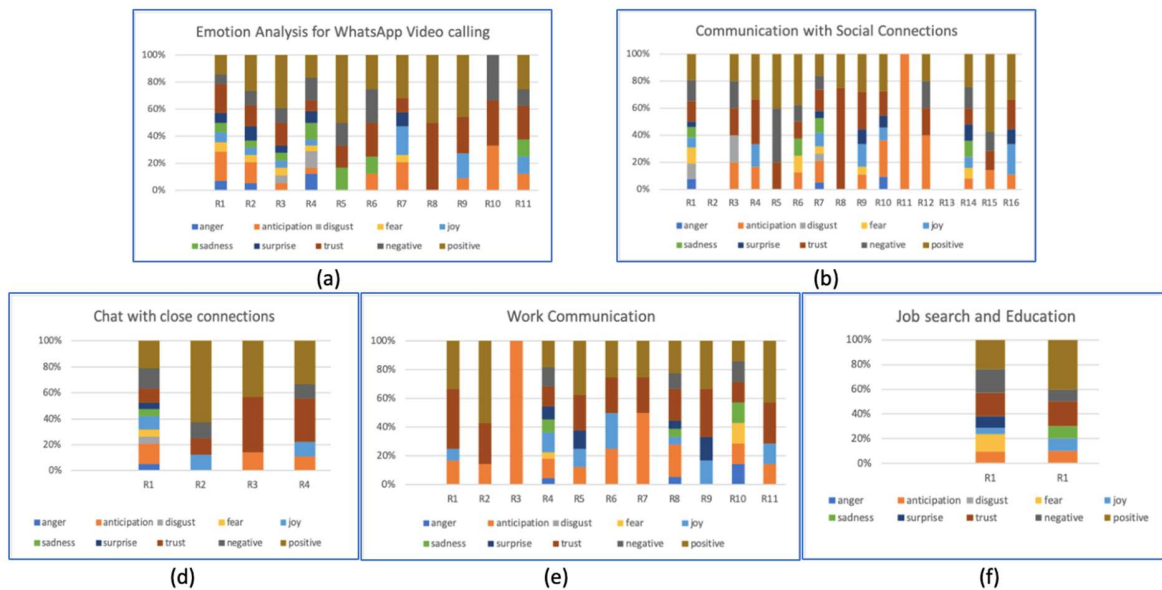 Emotion Analysis for WhatsApp Video calling
100%
80%
60%
40%
20%
0%
R1 R2 R3 R4 R5 R6 R7 R8 R9 R10 R11
anger anticipation disgust fear joy
sadness surprise trust negative positive
(a)
Communication with Social Connections
100%
80%
60%
40%
20%
0%
R1 R2 R3 R4 R5 R6 R7 R8 R9 R10 R11 R12 R13 R14 R15 R16
anger anticipation disgust fear joy
sadness surprise trust negative positive
(b)
Chat with close connections
100%
80%
60%
40%
20%
0%
R1 R2 R3 R4
anger anticipation disgust fear joy
sadness surprise trust negative positive
(d)
Work Communication
100%
80%
60%
40%
20%
0%
R1 R2 R3 R4 R5 R6 R7 R8 R9 R10 R11
anger anticipation disgust fear joy
sadness surprise trust negative positive
(e)
Job search and Education
100%
80%
60%
40%
20%
0%
R1 R1
anger anticipation disgust fear joy
sadness surprise trust negative positive
(f)